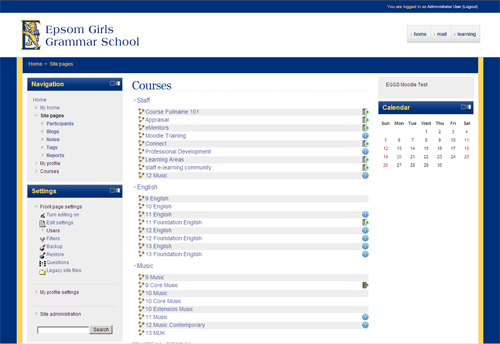 You are logged in as Administrator User (Logout)
Epsom Girls
Grammar School
home
mail
learning
Home
Site pages
Navigation
Home
My home
Site pages
Participants
Blogs
Notes
Tags
Reports
My profile
Courses
Settings
Front page settings
Turn editing on
Edit settings
Users
Filters
Backup
Restore
Questions
Legacy site files
My profile settings
Site administration
Search
Courses
Staff
Course Fullname 101
Appraisal
eMentors
Moodle Training
Connect
Professional Development
Learning Areas
staff e-learning community
12 Music
English
9 English
10 English
11 English
11 Foundation English
12 English
12 Foundation English
13 English
13 Foundation English
Music
9 Music
9 Core Music
10 Music
10 Core Music
10 Extension Music
11 Music
12 Music Contemporary
13 MUK
EGGS Moodle Test
Calendar
Sun Mon Tue Wed Thu Fri Sat
1 2 3 4
5 6 7 8 9 10 11
12 13 14 15 16 17 18
19 20 21 22 23 24 25
26 27 28 29 30